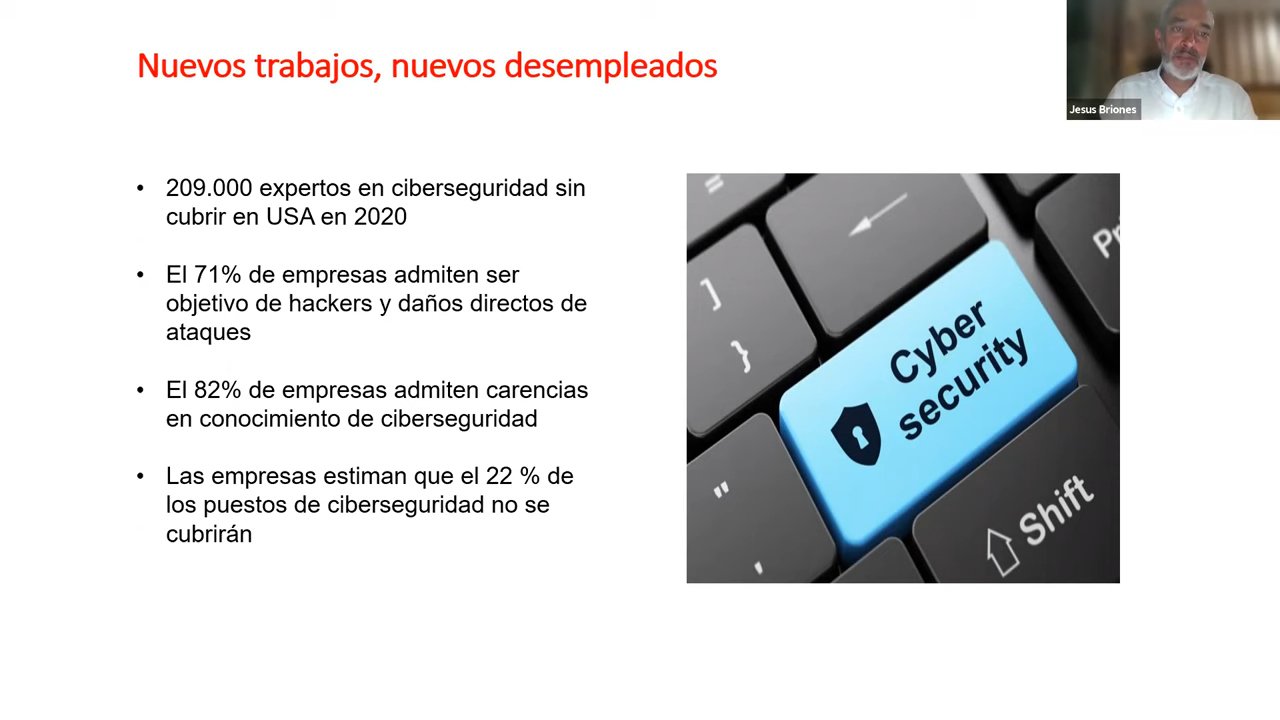 Nuevos trabajos, nuevos desempleados
Jesus Briones
• 209.000 expertos en ciberseguridad sin
cubrir en USA en 2020
• El 71% de empresas admiten ser
objetivo de hackers y daños directos de
ataques
• El 82% de empresas admiten carencias
en conocimiento de ciberseguridad
• Las empresas estiman que el 22 % de
los puestos de ciberseguridad no se
cubrirán
=
]
}
"
,
Cyber
security
Shift